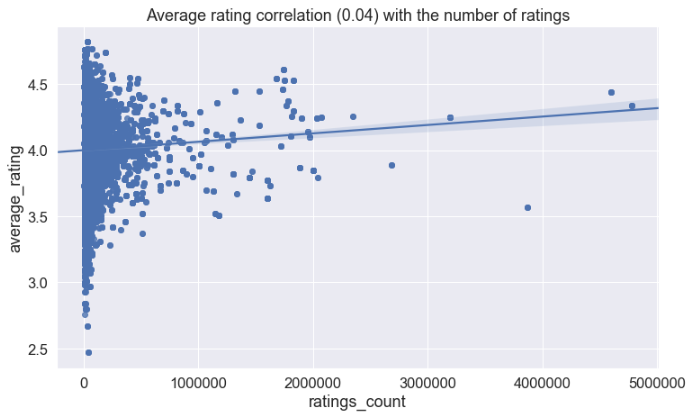 Average rating correlation (0.04) with the number of ratings
average_rating
4.5
4.0
3.5
3.0
2.5
0 1000000 2000000 3000000 4000000 5000000
ratings_count